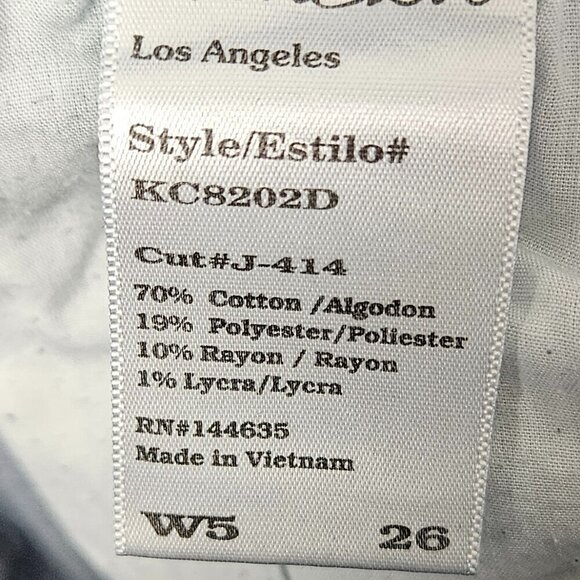 Los Angeles
Style/Estilo#
KC8202D
Cut#J-414
70% Cotton /Algodon
19% Polyester/Poliester
10% Rayon / Rayon
1% Lycra/Lycra
RN#144635
Made in Vietnam
W5 26